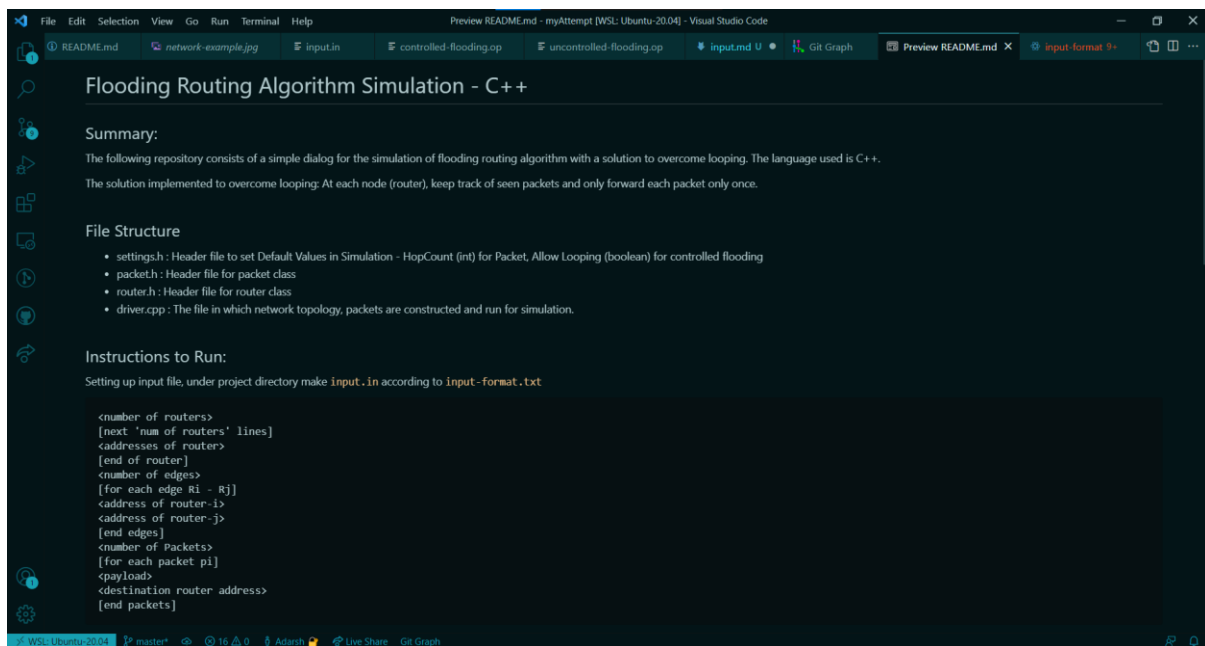 File Edit Selection View Go Run Terminal Help Preview README.md - myAttempt [WSL: Ubuntu-20.04] - Visual Studio Code
README.md network-example.jpg input.in controlled-flooding.op uncontrolled-flooding.op input.md U Git Graph Preview README.md input-format 9+
Flooding Routing Algorithm Simulation - C++
Summary:
The following repository consists of a simple dialog for the simulation of flooding routing algorithm with a solution to overcome looping. The language used is C++.
The solution implemented to overcome looping: At each node (router), keep track of seen packets and only forward each packet only once.
File Structure
• settings.h : Header file to set Default Values in Simulation - HopCount (int) for Packet, Allow Looping (boolean) for controlled flooding
• packet.h : Header file for packet class
• router.h : Header file for router class
• driver.cpp : The file in which network topology, packets are constructed and run for simulation.
Instructions to Run:
Setting up input file, under project directory make input.in according to input-format.txt
<number of routers>
[next 'num of routers' lines]
<addresses of router>
[end of router]
<number of edges>
[for each edge Ri - Rj]
<address of router-i>
<address of router-j>
[end edges]
<number of Packets>
[for each packet pi]
<payload>
<destination router address>
[end packets]
WSL: Ubuntu-20.04 master* 16 0 Adarsh Live Share Git Graph